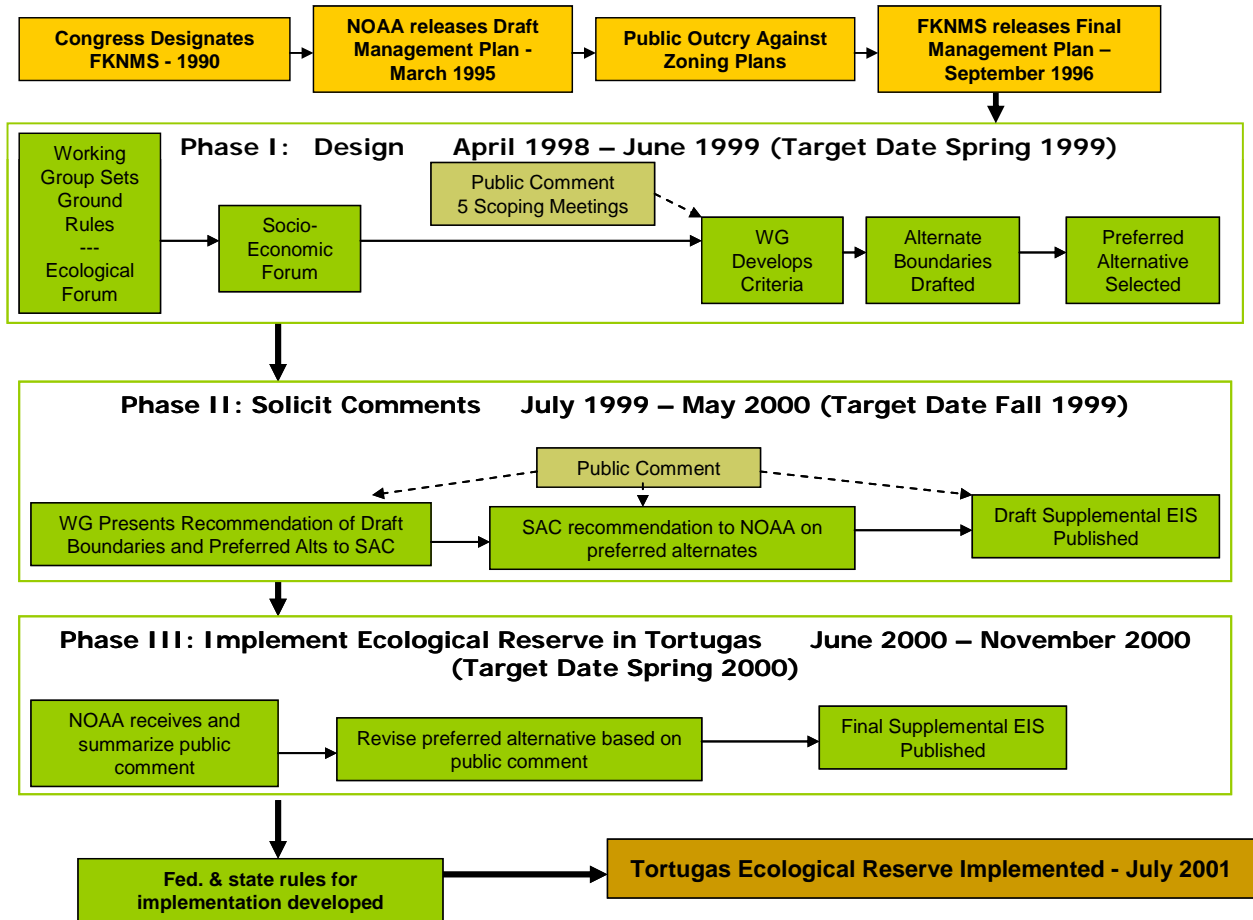 Congress Designates
FKNMS - 1990
NOAA releases Draft
Management Plan -
March 1995
Public Outcry Against
Zoning Plans
FKNMS releases Final
Management Plan –
September 1996
Phase I: Design April 1998 – June 1999 (Target Date Spring 1999)
Working
Group Sets
Ground
Rules
---
Ecological
Forum
Socio-
Economic
Forum
Public Comment
5 Scoping Meetings
WG
Develops
Criteria
Alternate
Boundaries
Drafted
Preferred
Alternative
Selected
Phase II: Solicit Comments July 1999 – May 2000 (Target Date Fall 1999)
Public Comment
WG Presents Recommendation of Draft
Boundaries and Preferred Alts to SAC
SAC recommendation to NOAA on
preferred alternates
Draft Supplemental EIS
Published
Phase III: Implement Ecological Reserve in Tortugas June 2000 – November 2000
(Target Date Spring 2000)
NOAA receives and
summarize public
comment
Revise preferred alternative based on
public comment
Final Supplemental EIS
Published
Fed. & state rules for
implementation developed
Tortugas Ecological Reserve Implemented - July 2001